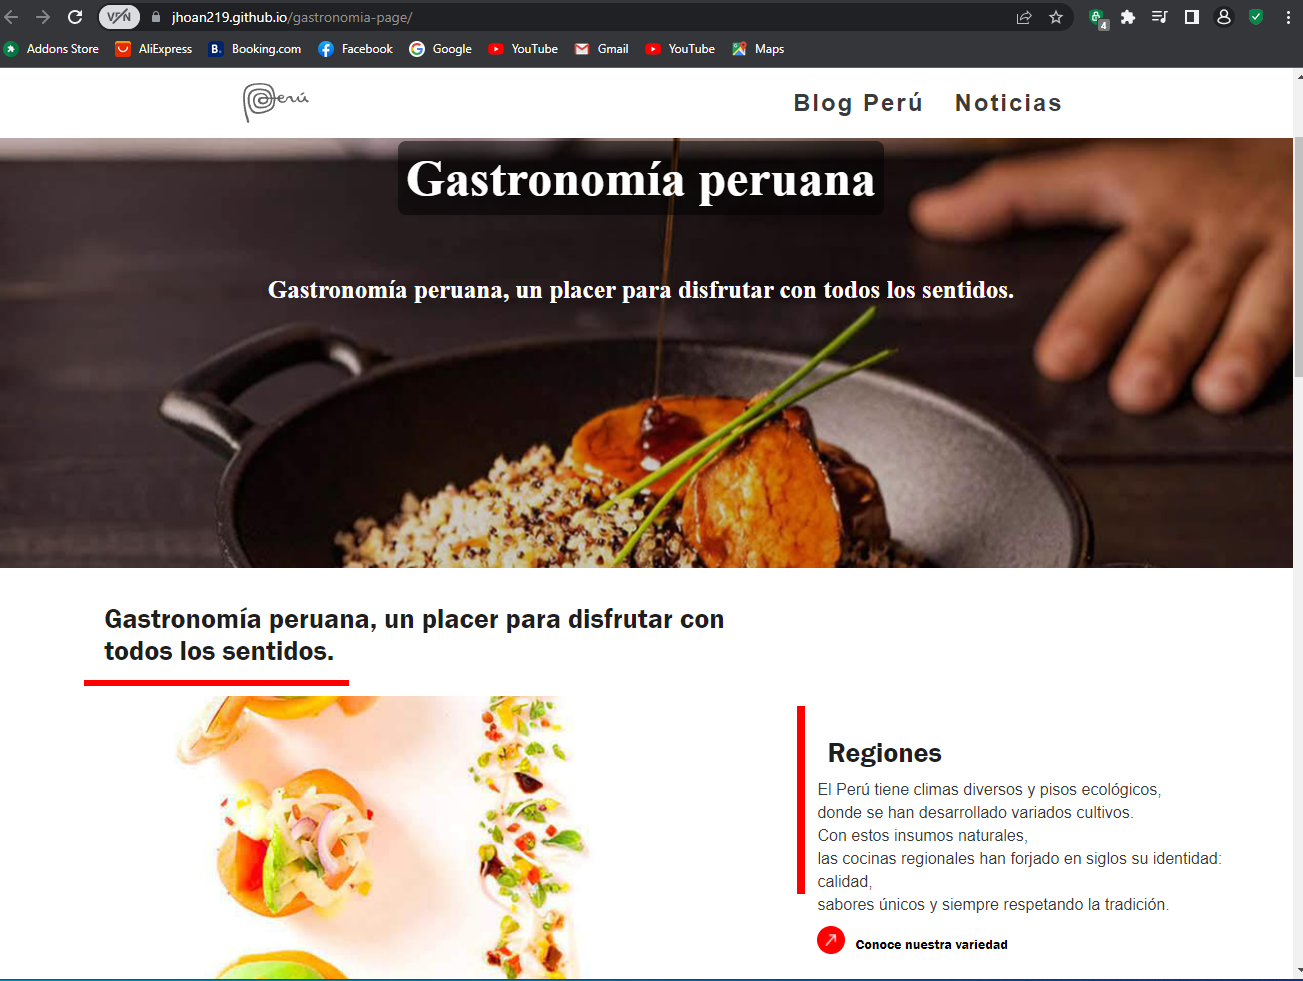 VPN
jhoan219.github.io/gastronomia-page/
4
Addons Store
AliExpress
B.
Booking.com
Facebook
Google
YouTube
Gmail
YouTube
Maps
Perú
Blog Perú
Noticias
Gastronomía peruana
Gastronomía peruana, un placer para disfrutar con todos los sentidos.
Gastronomía peruana, un placer para disfrutar con
todos los sentidos.
Regiones
El Perú tiene climas diversos y pisos ecológicos,
donde se han desarrollado variados cultivos.
Con estos insumos naturales,
las cocinas regionales han forjado en siglos su identidad:
calidad,
sabores únicos y siempre respetando la tradición.
Conoce nuestra variedad